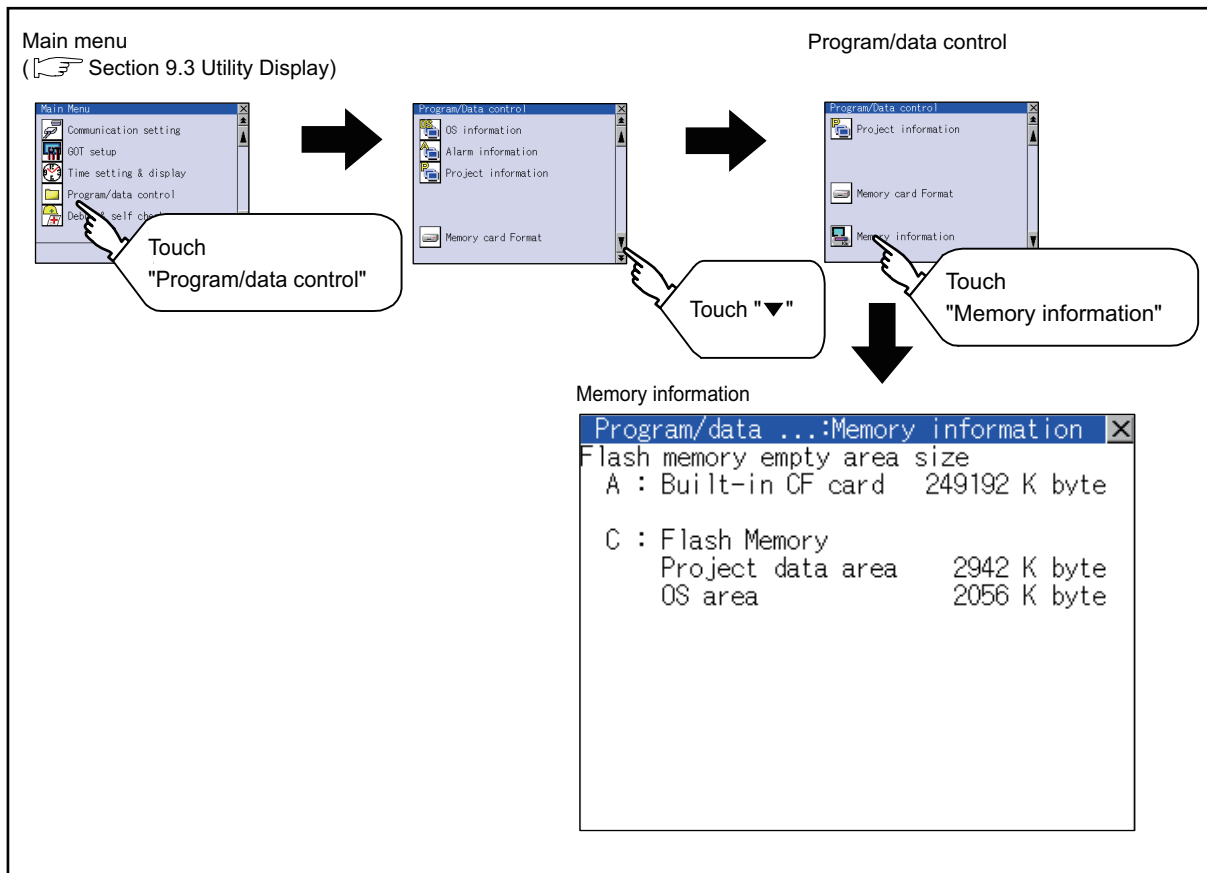 Main menu
( Section 9.3 Utility Display)
Program/data control
Main Menu
Communication setting
GOT setup
Time setting & display
Program/data control
Debug & self check
Touch
"Program/data control"
Program/Data control
OS information
Alarm information
Project information
Memory card Format
Touch "▼"
Program/Data control
Project information
Memory card Format
Memory information
Touch
"Memory information"
Memory information
Program/data ...:Memory information
Flash memory empty area size
A : Built-in CF card 249192 K byte
C : Flash Memory
Project data area 2942 K byte
OS area 2056 K byte